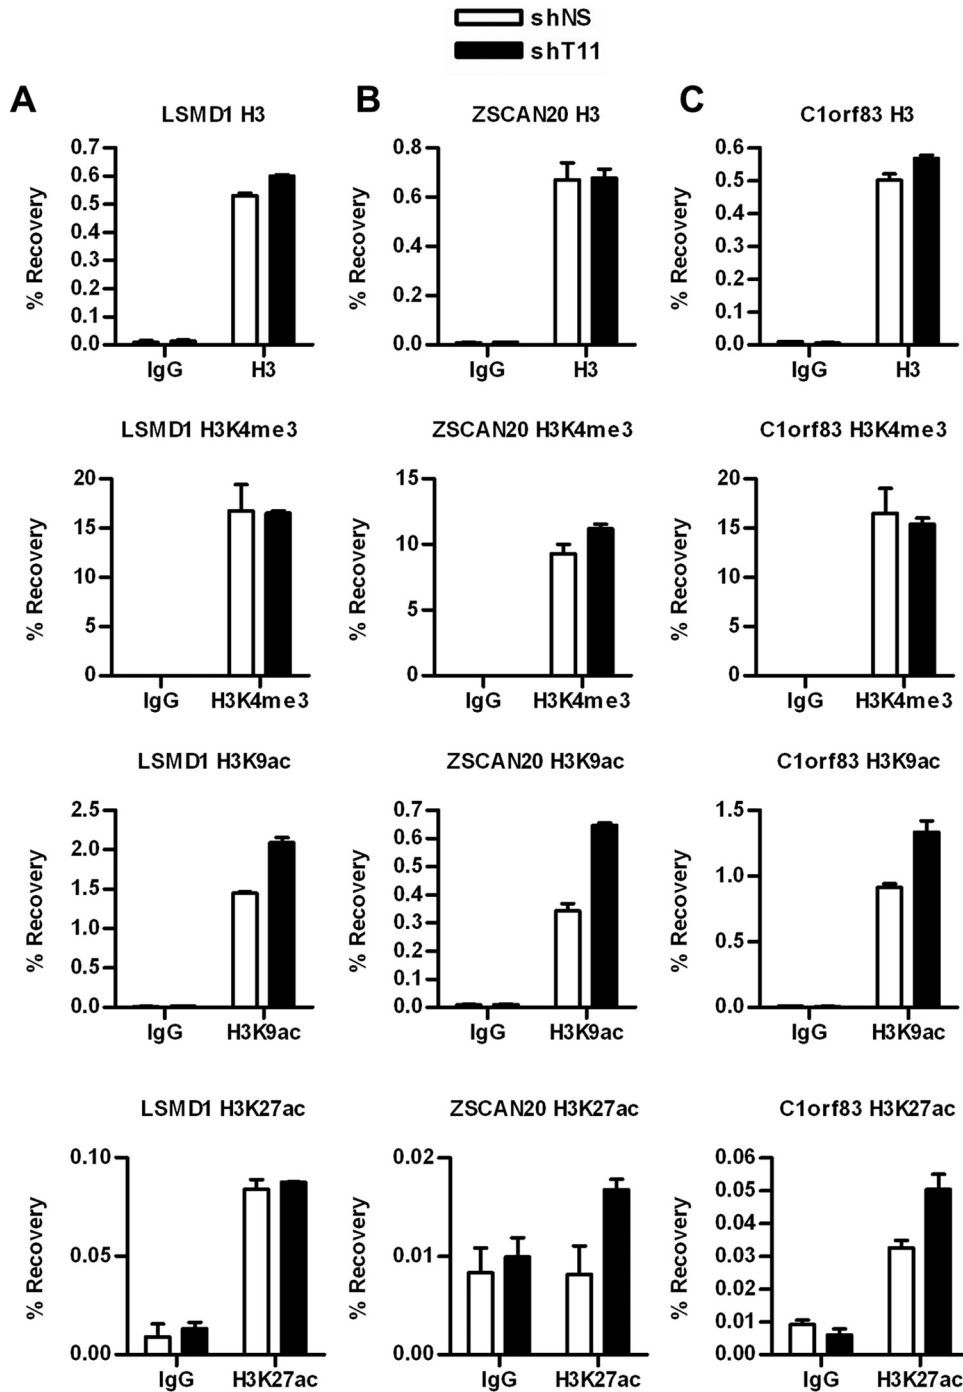 shNS
shT11
A
B
C
LSMD1 H3
ZSCAN20 H3
C1orf83 H3
% Recovery
0.7
0.6
0.5
0.4
0.3
0.2
0.1
0.0
IgG
H3
% Recovery
0.8
0.6
0.4
0.2
0.0
IgG
H3
% Recovery
0.6
0.5
0.4
0.3
0.2
0.1
0.0
IgG
H3
LSMD1 H3K4me3
ZSCAN20 H3K4me3
C1orf83 H3K4me3
% Recovery
20
15
10
5
0
IgG
H3K4me3
% Recovery
15
10
5
0
IgG
H3K4me3
% Recovery
20
15
10
5
0
IgG
H3K4me3
LSMD1 H3K9ac
ZSCAN20 H3K9ac
C1orf83 H3K9ac
% Recovery
2.5
2.0
1.5
1.0
0.5
0.0
IgG
H3K9ac
% Recovery
0.7
0.6
0.5
0.4
0.3
0.2
0.1
0.0
IgG
H3K9ac
% Recovery
1.5
1.0
0.5
0.0
IgG
H3K9ac
LSMD1 H3K27ac
ZSCAN20 H3K27ac
C1orf83 H3K27ac
% Recovery
0.10
0.05
0.00
IgG
H3K27ac
% Recovery
0.02
0.01
0.00
IgG
H3K27ac
% Recovery
0.06
0.05
0.04
0.03
0.02
0.01
0.00
IgG
H3K27ac